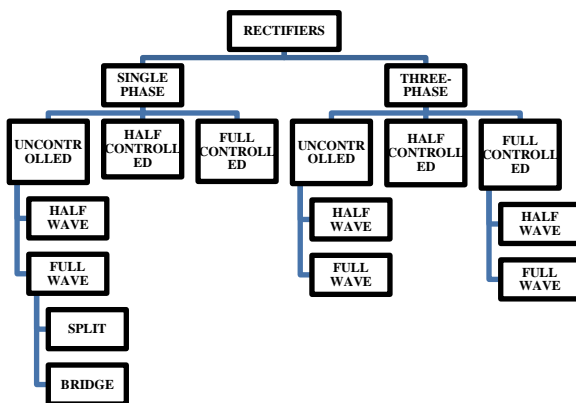 RECTIFIERS
SINGLE
PHASE
THREE-
PHASE
UNCONTR
OLLED
HALF
CONTROLL
ED
FULL
CONTROLL
ED
UNCONTR
OLLED
HALF
CONTROLL
ED
FULL
CONTROLL
ED
HALF
WAVE
FULL
WAVE
SPLIT
BRIDGE
HALF
WAVE
FULL WAVE
HALF
WAVE
FULL WAVE